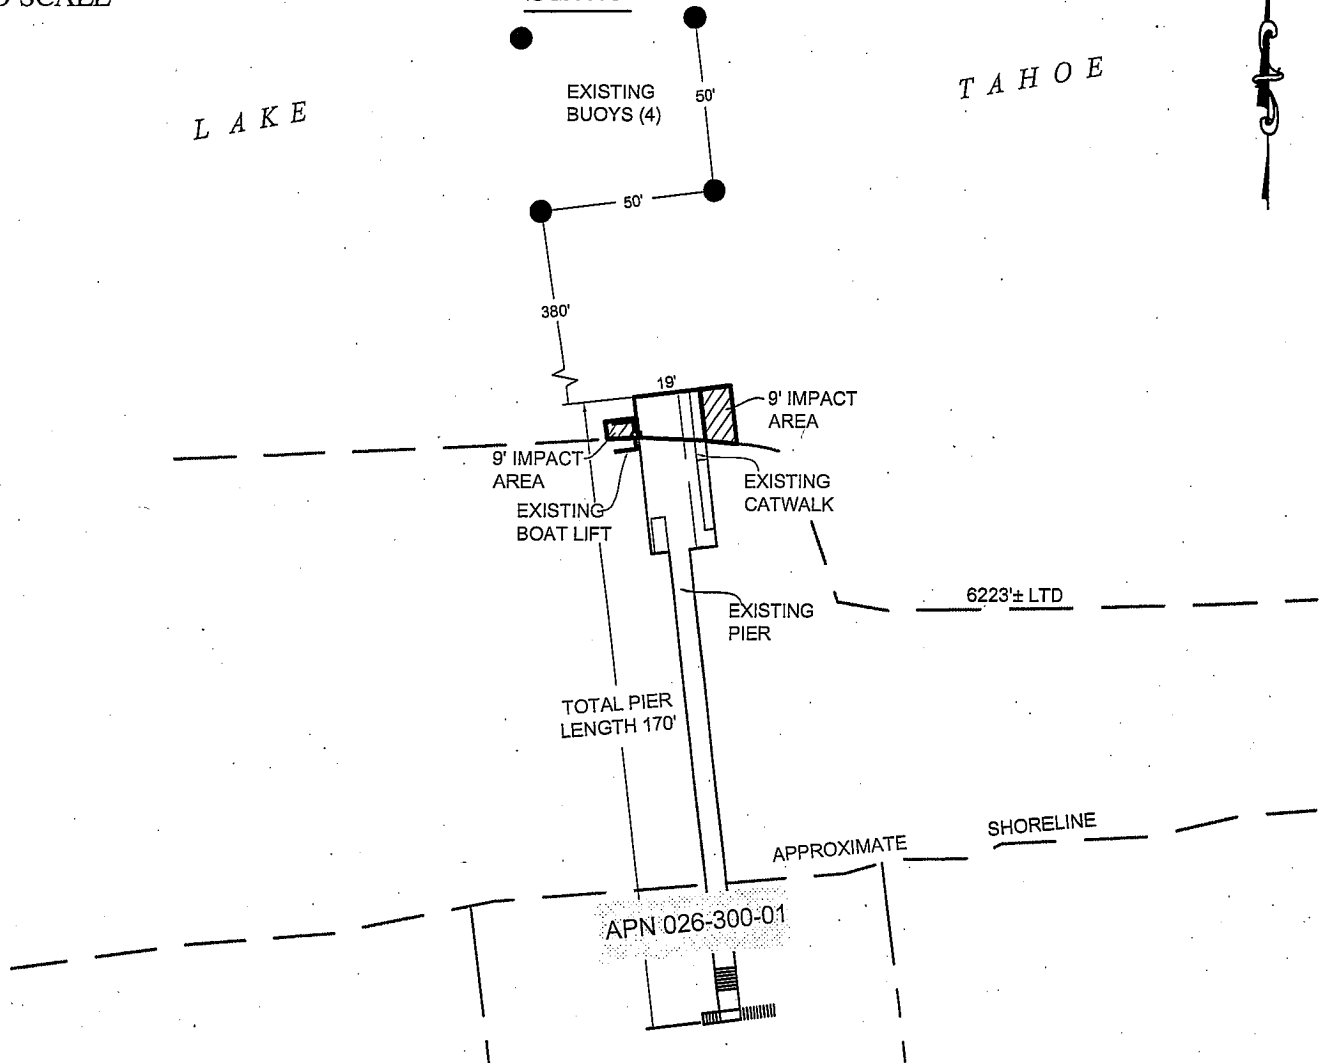 SCALE
EXISTING
BUOYS (4)
50'
LAKE
TAHOE
50'
380'
19'
9' IMPACT
AREA
9' IMPACT
AREA
EXISTING
CATWALK
EXISTING
BOAT LIFT
6223'± LTD
EXISTING
PIER
TOTAL PIER
LENGTH 170'
APPROXIMATE SHORELINE
APN 026-300-01